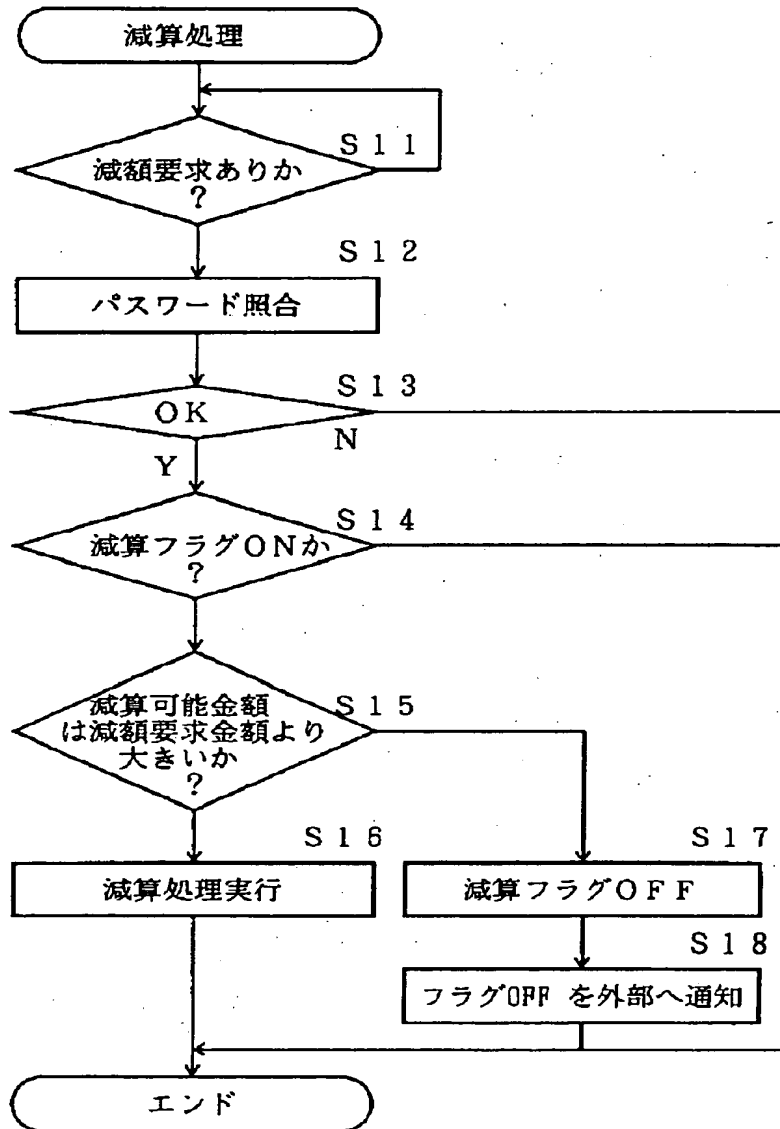 減算処理
S11
減額要求ありか
?
S12
パスワード照合
S13
OK
N
Y
S14
減算フラグONか
?
S15
減算可能金額
は減額要求金額より
大きいか
?
S16
減算処理実行
S17
減算フラグOFF
S18
フラグOFF を外部へ通知
エンド